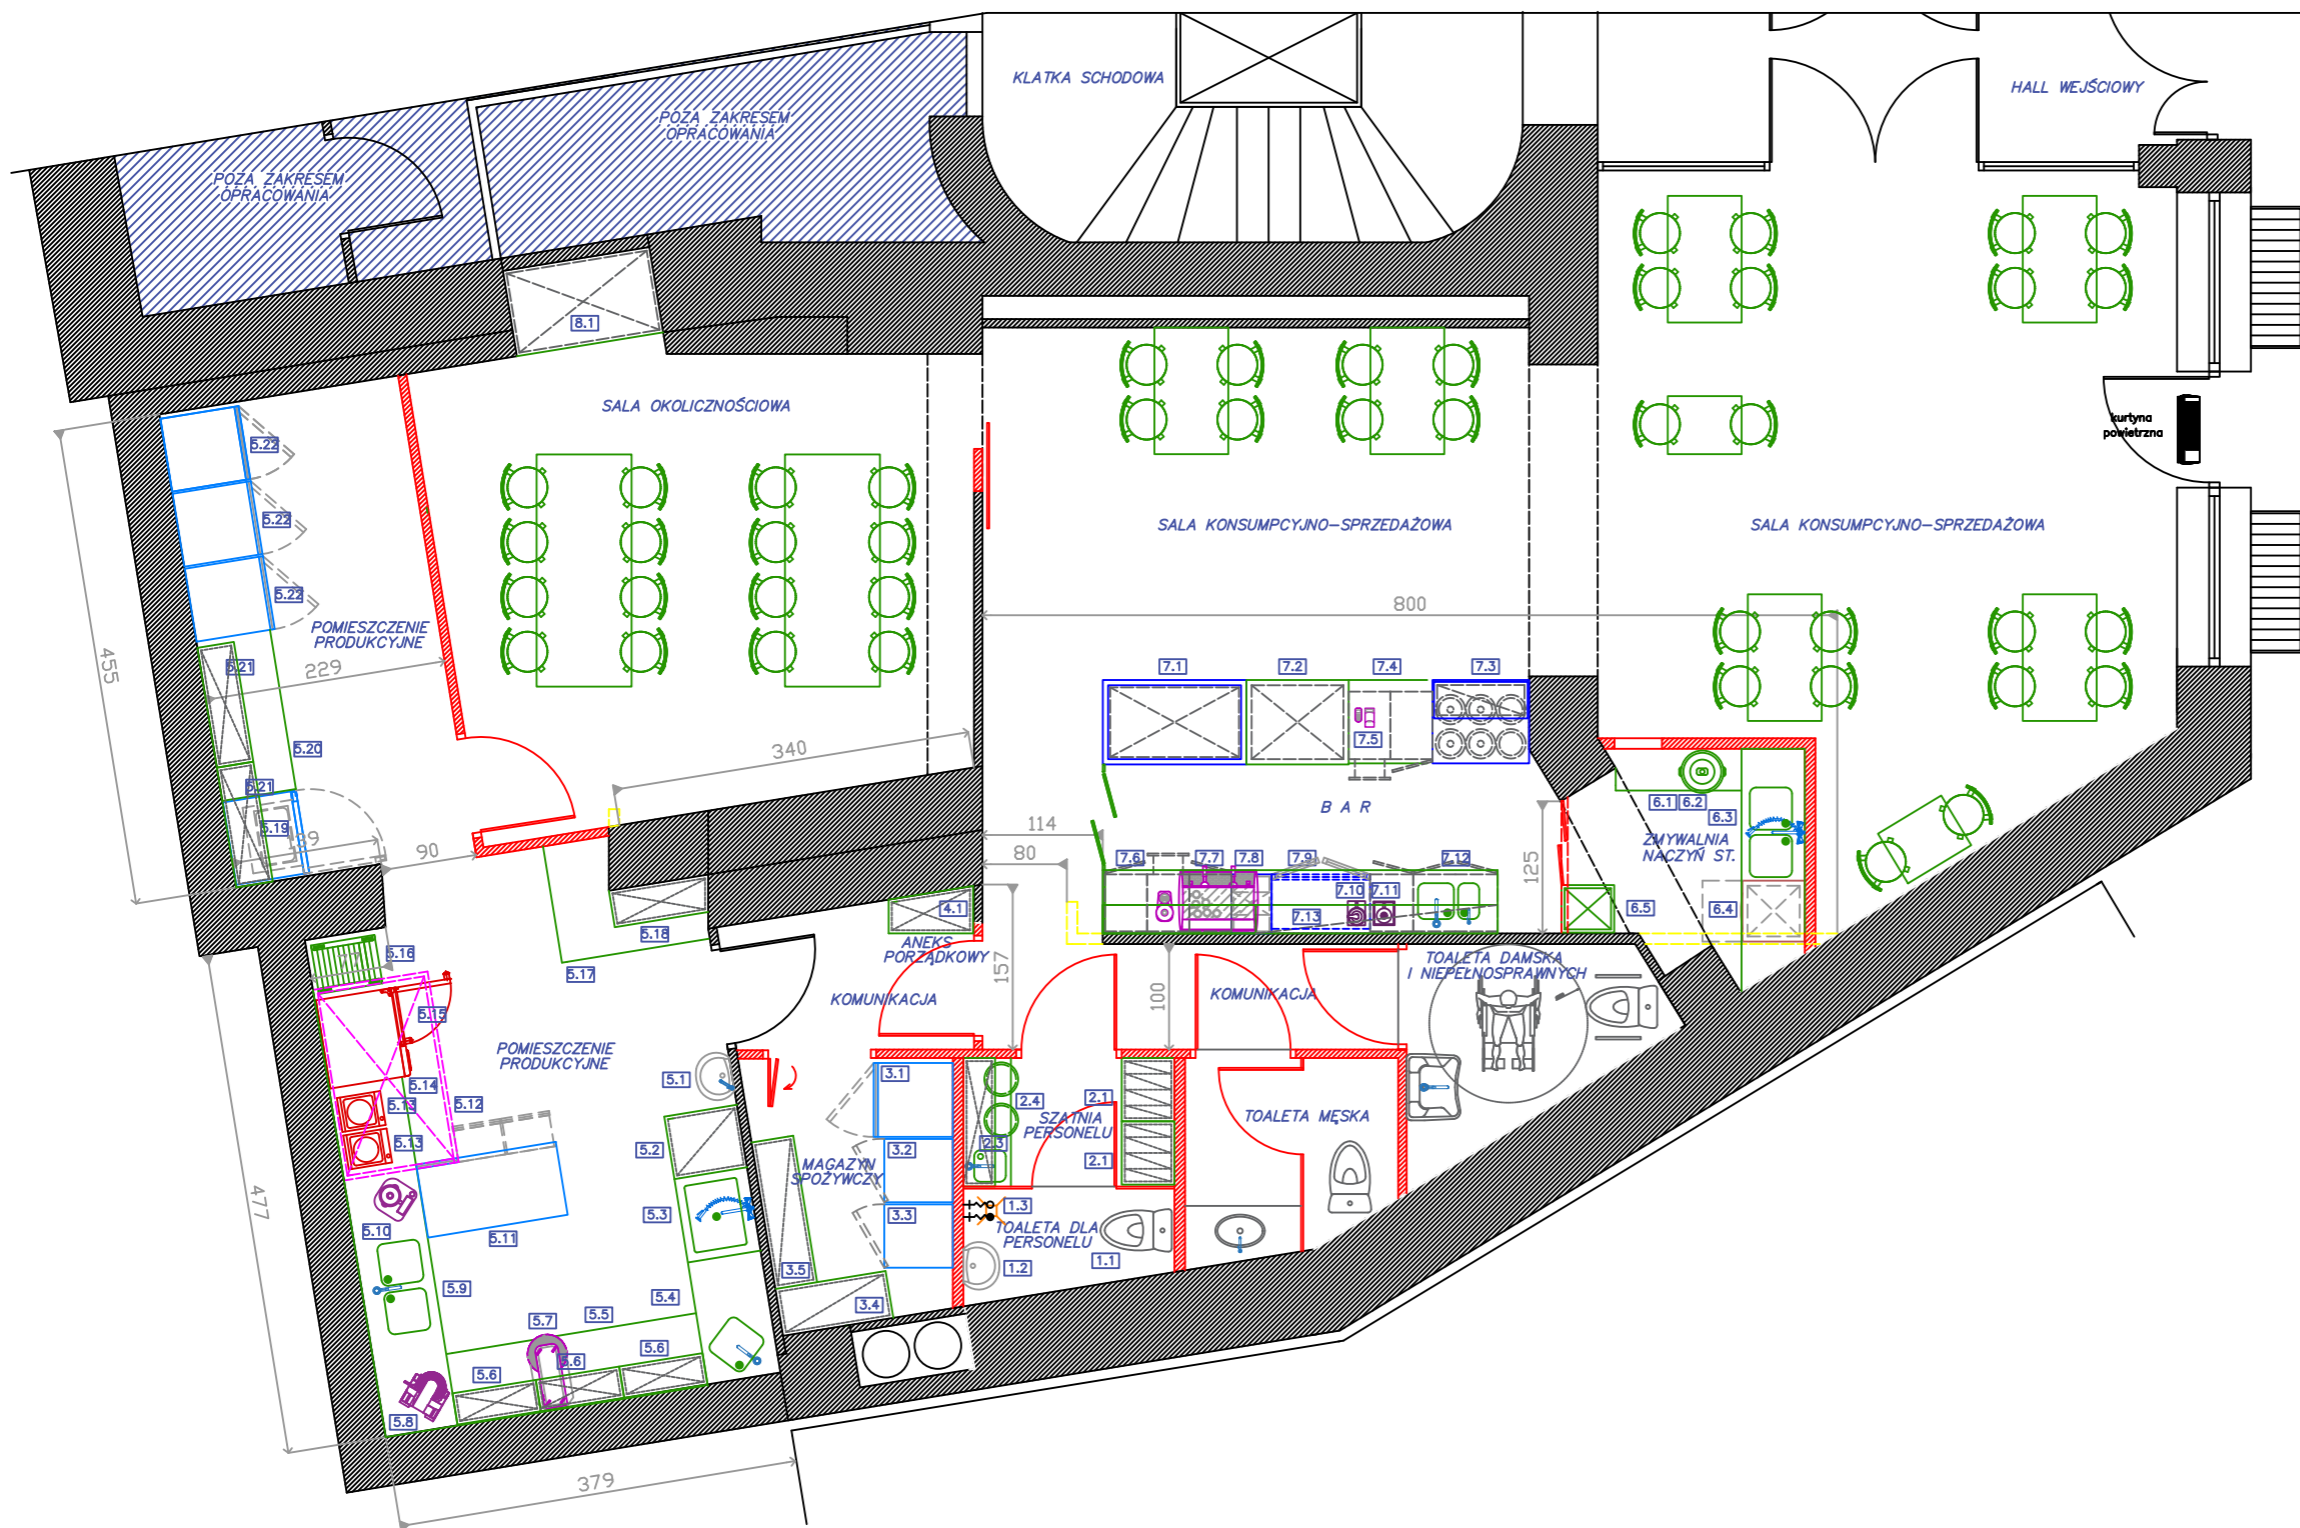 KLATKA SCHODOWA
HALL WEJŚCIOWY
POZA ZAKRESEM
OPRACOWANIA
POZA ZAKRESEM
OPRACOWANIA
8.1
SALA OKOLICZNOŚCIOWA
kurtyna
powietrzna
5.22
5.22
5.22
SALA KONSUMPCYJNO-SPRZEDAŻOWA
SALA KONSUMPCYJNO-SPRZEDAŻOWA
800
POMIESZCZENIE
PRODUKCYJNE
455
5.21
229
7.1
7.2
7.4
7.3
7.5
5.20
340
5.21
5.19
139
90
B A R
114
80
125
6.1
6.2
6.3
ZMYWALNIA
NACZYŃ ST.
6.4
6.5
7.6
7.7
7.8
7.9
7.12
7.10
7.11
7.13
4.1
ANEKS
PORZĄDKOWY
5.18
5.17
5.16
77
157
100
KOMUNIKACJA
KOMUNIKACJA
TOALETA DAMSKA
I NIEPEŁNOSPRAWNYCH
5.15
POMIESZCZENIE
PRODUKCYJNE
5.14
5.13
5.12
5.13
5.1
5.2
3.1
2.4
2.1
SZATNIA
PERSONELU
TOALETA MĘSKA
2.3
2.1
3.2
MAGAZYN
SPOŻYWCZY
3.3
1.3
TOALETA DLA
PERSONELU
1.1
1.2
477
5.10
5.11
5.3
5.9
5.4
3.5
3.4
5.5
5.7
5.6
5.6
5.6
5.8
379